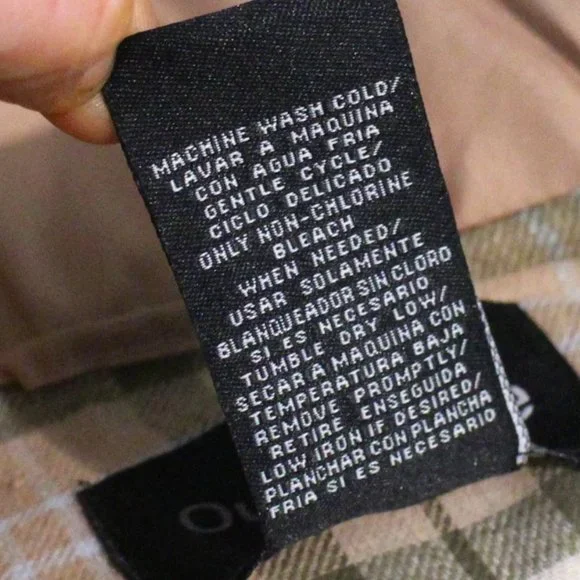 MACHINE WASH COLD/
LAVAR A MAQUINA
CON AGUA FRIA
GENTLE CYCLE/
CICLO DELICADO
ONLY NON-CHLORINE
BLEACH
WHEN NEEDED/
USAR SOLAMENTE
BLANQUEADOR SIN CLORO
SI ES NECESARIO
TUMBLE DRY LOW/
SECAR A MAQUINA CON
TEMPERATURA BAJA
REMOVE PROMPTLY/
RETIRE ENSEGUIDA
LOW IRON IF DESIRED/
PLANCHAR CON PLANCHA
FRIA SI ES NECESARIO